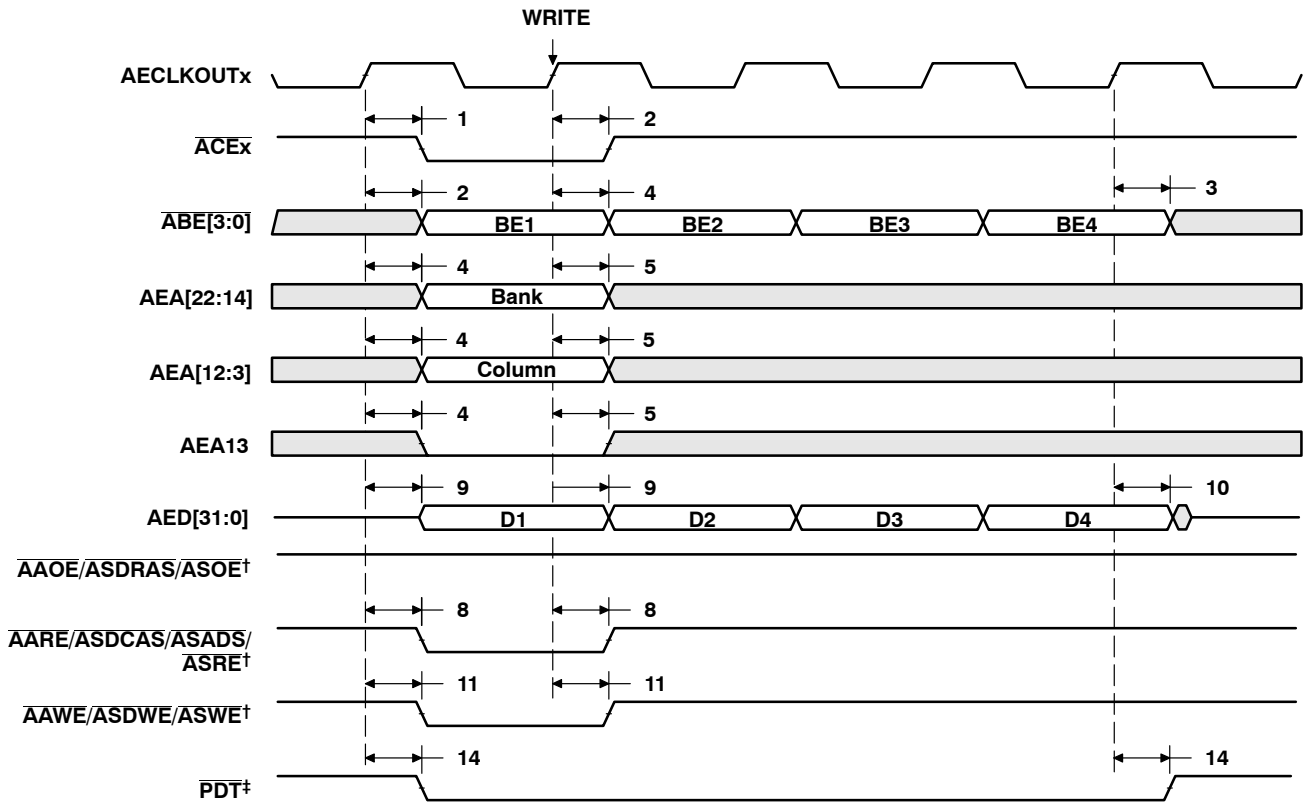 WRITE
AECLKOUTx
1 2
ACEx
2 4 3
ABE[3:0] BE1 BE2 BE3 BE4
4 5
AEA[22:14] Bank
4 5
AEA[12:3] Column
4 5
AEA13
9 9 10
AED[31:0] D1 D2 D3 D4
AAOE/ASDRAS/ASOE†
8 8
AARE/ASDCAS/ASADS/
ASRE†
11 11
AAWE/ASDWE/ASWE†
14 14
PDT‡